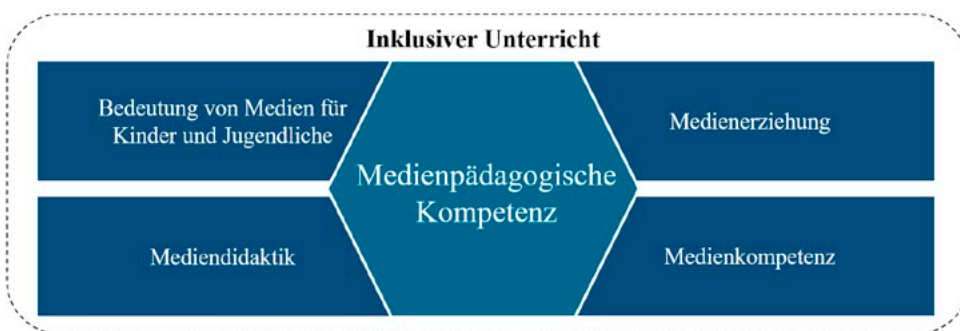 Inklusiver Unterricht
Bedeutung von Medien für
Kinder und Jugendliche
Medienerziehung
Medienpädagogische
Kompetenz
Mediendidaktik
Medienkompetenz